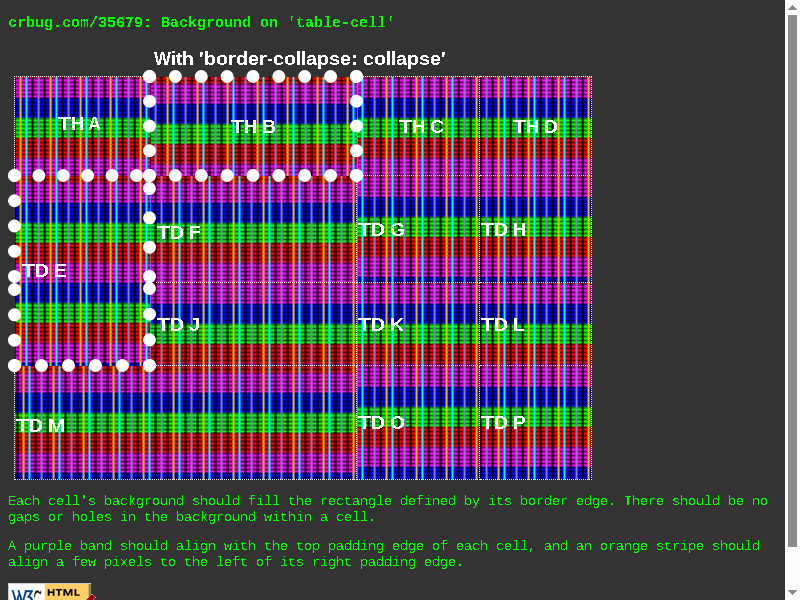 crbug.com/35679: Background on 'table-cell'
With 'border-collapse: collapse'
TH A TH B TH C TH D
TD F TD G TD H
TD E
TD J TD K TD L
TD M TD O TD P
Each cell's background should fill the rectangle defined by its border edge. There should be no
gaps or holes in the background within a cell.
A purple band should align with the top padding edge of each cell, and an orange stripe should
align a few pixels to the left of its right padding edge.
W3C HTML